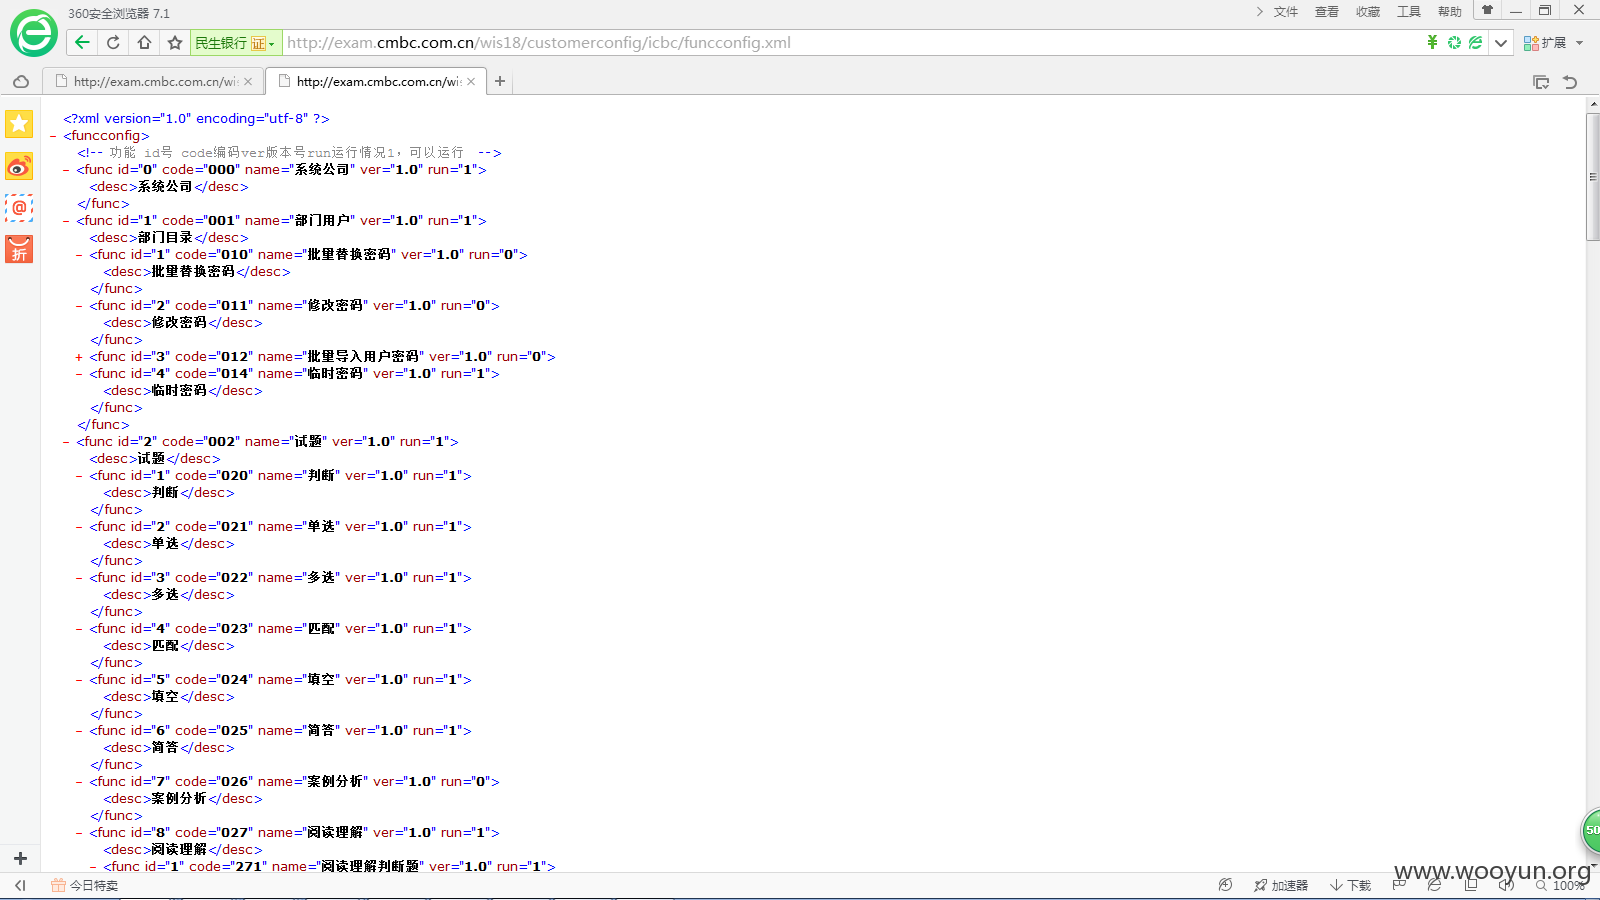 360安全浏览器 7.1
文件 查看 收藏 工具 帮助
民生银行 证 http://exam.cmbc.com.cn/wis18/customerconfig/icbc/funcconfig.xml
扩展
http://exam.cmbc.com.cn/wi
http://exam.cmbc.com.cn/wi
<?xml version="1.0" encoding="utf-8" ?>
- <funcconfig>
<!-- 功能 id号 code编码ver版本号run运行情况1，可以运行 -->
- <func id="0" code="000" name="系统公司" ver="1.0" run="1">
<desc>系统公司</desc>
</func>
- <func id="1" code="001" name="部门用户" ver="1.0" run="1">
<desc>部门目录</desc>
- <func id="1" code="010" name="批量替换密码" ver="1.0" run="0">
<desc>批量替换密码</desc>
</func>
- <func id="2" code="011" name="修改密码" ver="1.0" run="0">
<desc>修改密码</desc>
</func>
+ <func id="3" code="012" name="批量导入用户密码" ver="1.0" run="0">
- <func id="4" code="014" name="临时密码" ver="1.0" run="1">
<desc>临时密码</desc>
</func>
</func>
- <func id="2" code="002" name="试题" ver="1.0" run="1">
<desc>试题</desc>
- <func id="1" code="020" name="判断" ver="1.0" run="1">
<desc>判断</desc>
</func>
- <func id="2" code="021" name="单选" ver="1.0" run="1">
<desc>单选</desc>
</func>
- <func id="3" code="022" name="多选" ver="1.0" run="1">
<desc>多选</desc>
</func>
- <func id="4" code="023" name="匹配" ver="1.0" run="1">
<desc>匹配</desc>
</func>
- <func id="5" code="024" name="填空" ver="1.0" run="1">
<desc>填空</desc>
</func>
- <func id="6" code="025" name="简答" ver="1.0" run="1">
<desc>简答</desc>
</func>
- <func id="7" code="026" name="案例分析" ver="1.0" run="0">
<desc>案例分析</desc>
</func>
- <func id="8" code="027" name="阅读理解" ver="1.0" run="1">
<desc>阅读理解</desc>
- <func id="1" code="271" name="阅读理解判断题" ver="1.0" run="1">
折
50
www.wooyun.org
今日特卖
加速器 下载 100%